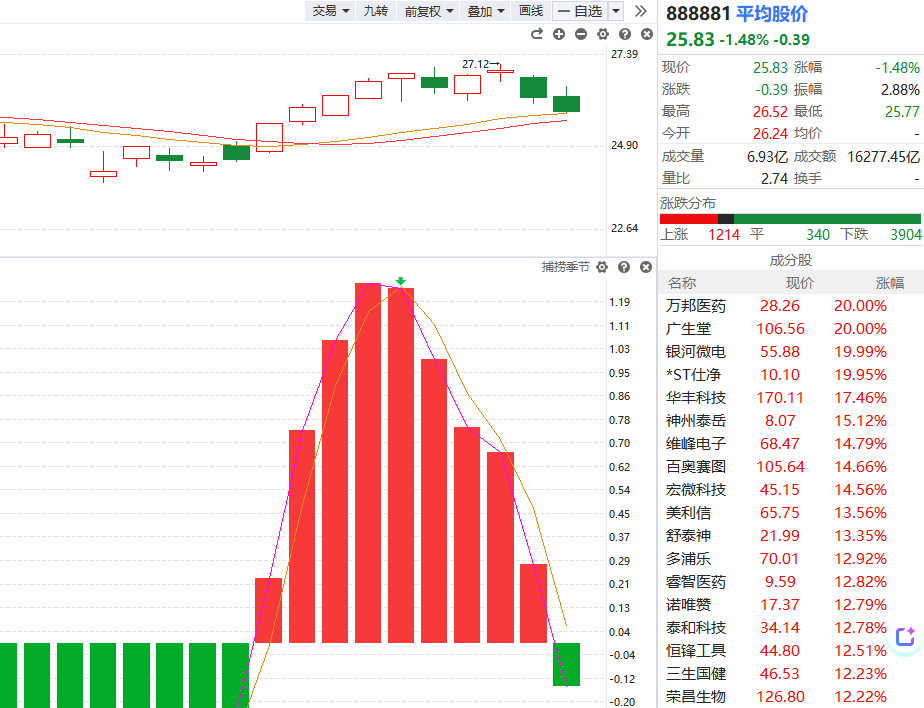 交易 九转 前复权 叠加 画线 一 自选
27.39
27.12
24.90
22.64
捕捞季节
1.19
1.11
1.03
0.95
0.86
0.78
0.70
0.62
0.54
0.45
0.37
0.29
0.21
0.13
0.04
-0.04
-0.12
-0.20
888881 平均股价
25.83 -1.48% -0.39
现价 25.83 涨幅 -1.48%
涨跌 -0.39 振幅 2.88%
最高 26.52 最低 25.77
今开 26.24 均价 -
成交量 6.93亿 成交额 16277.45亿
量比 2.74 换手 -
涨跌分布
上涨 1214 平 340 下跌 3904
成分股
名称 现价 涨幅
万邦医药 28.26 20.00%
广生堂 106.56 20.00%
银河微电 55.88 19.99%
*ST仕净 10.10 19.95%
华丰科技 170.11 17.46%
神州泰岳 8.07 15.12%
维峰电子 68.47 14.79%
百奥赛图 105.64 14.66%
宏微科技 45.15 14.56%
美利信 65.75 13.56%
舒泰神 21.99 13.35%
多浦乐 70.01 12.92%
睿智医药 9.59 12.82%
诺唯赞 17.37 12.79%
泰和科技 34.14 12.78%
恒锋工具 44.80 12.51%
三生国健 46.53 12.23%
荣昌生物 126.80 12.22%